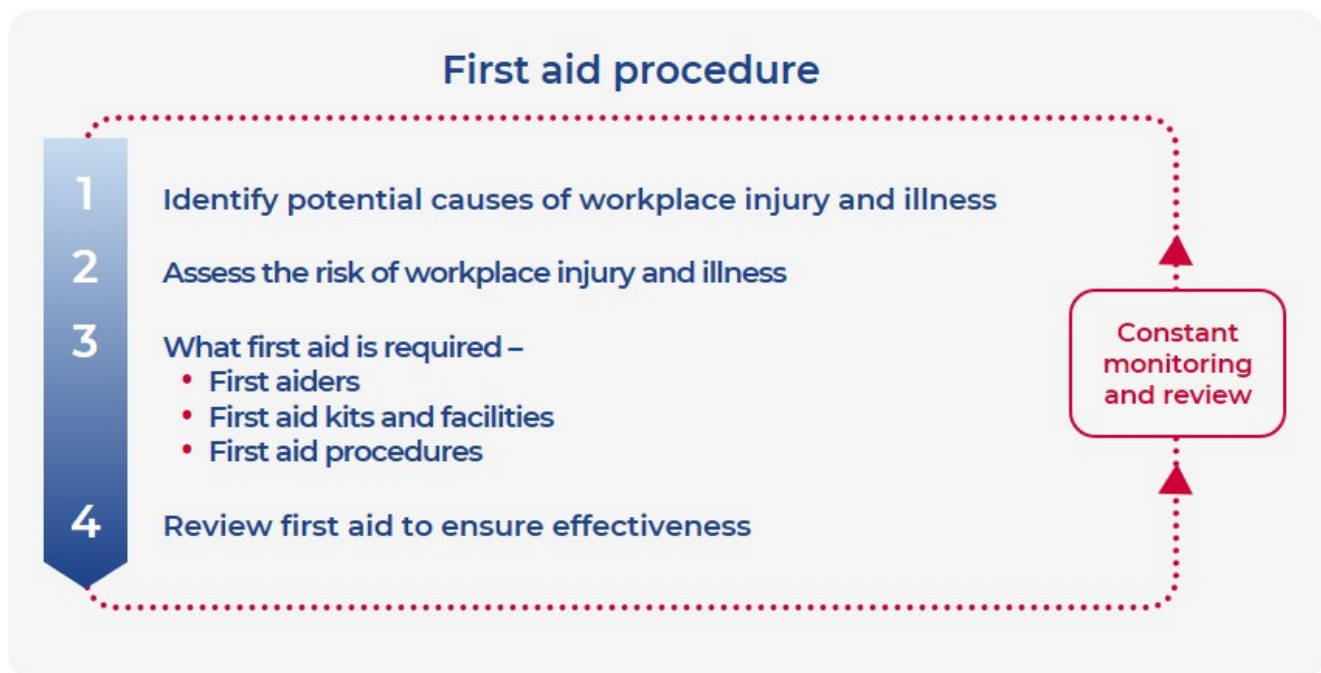 First aid procedure
1 Identify potential causes of workplace injury and illness
2 Assess the risk of workplace injury and illness
3 What first aid is required –
• First aiders
• First aid kits and facilities
• First aid procedures
4 Review first aid to ensure effectiveness
Constant
monitoring
and review